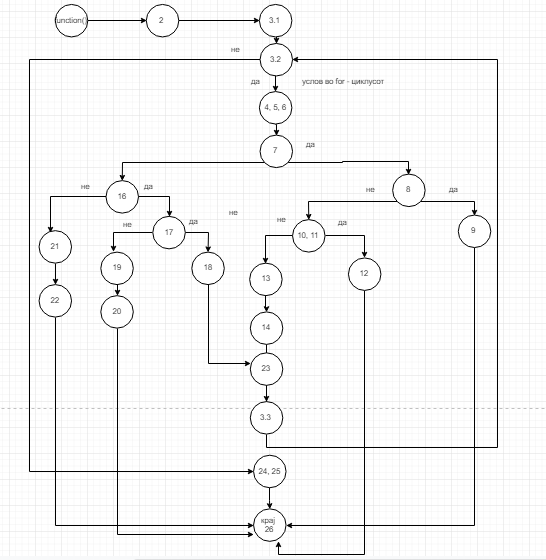 unction()
2
3.1
не
3.2
да
услов во for - циклусот
4, 5, 6
7
да
не
16
да
не
8
да
не
17
да
не
не
10, 11
да
9
21
19
18
13
12
22
20
14
23
3.3
24, 25
крај
26